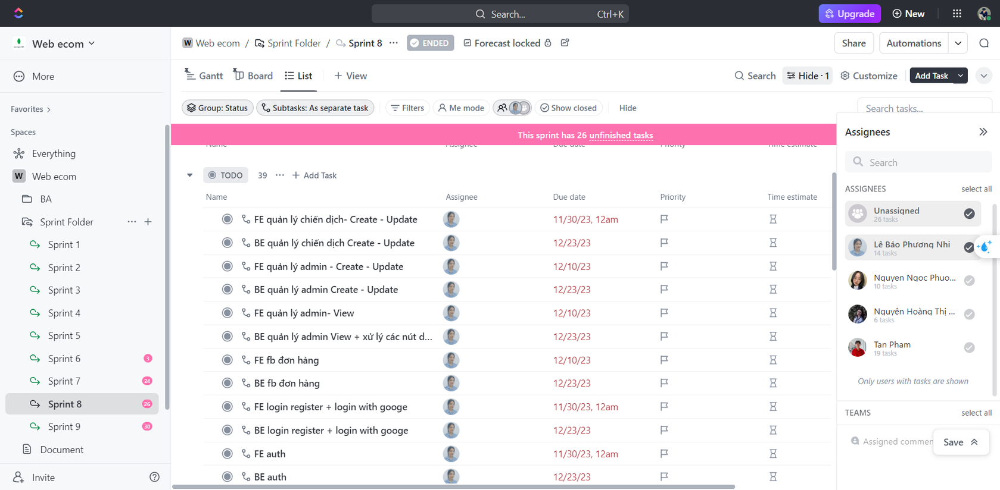 Search... Ctrl+K
Upgrade
New
Web ecom
W Web ecom / Sprint Folder / Sprint 8 ... ENDED Forecast locked
Share
Automations
More
Gantt
Board
List
+ View
Search
Hide · 1
Customize
Add Task
Favorites
Group: Status
Subtasks: As separate task
Filters
Me mode
Show closed
Hide
Search tasks...
Spaces
Everything
W Web ecom
BA
Sprint Folder
Sprint 1
Sprint 2
Sprint 3
Sprint 4
Sprint 5
Sprint 6 3
Sprint 7 24
Sprint 8 26
Sprint 9 30
Document
Invite
This sprint has 26 unfinished tasks
Name Assignee Due date Priority Time estimate
TODO 39 ... + Add Task
Name Assignee Due date Priority Time estimate
FE quản lý chiến dịch- Create - Update 11/30/23, 12am
BE quản lý chiến dịch Create - Update 12/23/23
FE quản lý admin - Create - Update 12/10/23
BE quản lý admin Create - Update 12/23/23
FE quản lý admin- View 12/10/23
BE quản lý admin View + xử lý các nút d... 12/23/23
FE fb đơn hàng 12/10/23
BE fb đơn hàng 12/23/23
FE login register + login with googe 11/30/23, 12am
BE login register + login with googe 12/23/23
FE auth 11/30/23, 12am
BE auth 12/23/23
Assignees
Search
ASSIGNEES select all
Unassigned
26 tasks
Lê Bảo Phương Nhi
14 tasks
Nguyen Ngoc Phuo...
10 tasks
Nguyên Hoàng Thị ...
6 tasks
Tan Pham
19 tasks
Only users with tasks are shown
TEAMS select all
Assigned commen
Save